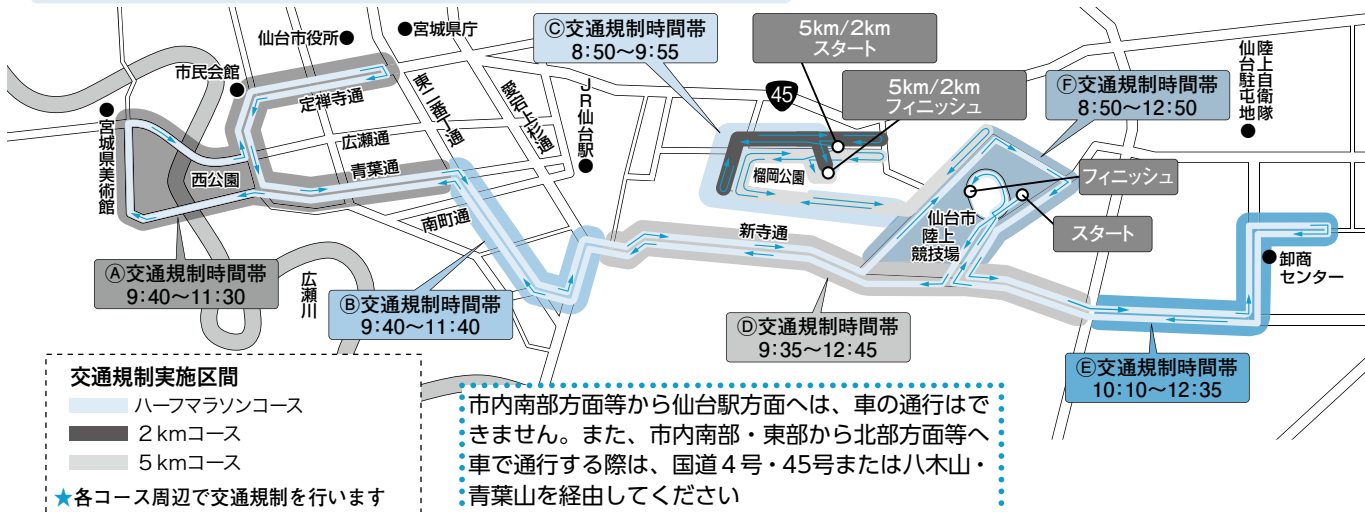 仙台市役所
宮城県庁
Ⓒ交通規制時間帯
8:50～9:55
5km/2km
スタート
5km/2km
フィニッシュ
45
陸上自衛隊
仙台駐屯地
Ⓕ交通規制時間帯
8:50～12:50
市民会館
定禅寺通
東二番丁通
愛宕上杉通
JR仙台駅
宮城県美術館
広瀬通
西公園
青葉通
南町通
榴岡公園
フィニッシュ
仙台市
陸上
競技場
スタート
新寺通
卸商
センター
Ⓐ交通規制時間帯
9:40～11:30
広瀬川
Ⓑ交通規制時間帯
9:40～11:40
Ⓓ交通規制時間帯
9:35～12:45
Ⓔ交通規制時間帯
10:10～12:35
交通規制実施区間
ハーフマラソンコース
2kmコース
5kmコース
★各コース周辺で交通規制を行います
市内南部方面等から仙台駅方面へは、車の通行はで
きません。また、市内南部・東部から北部方面等へ
車で通行する際は、国道4号・45号または八木山・
青葉山を経由してください